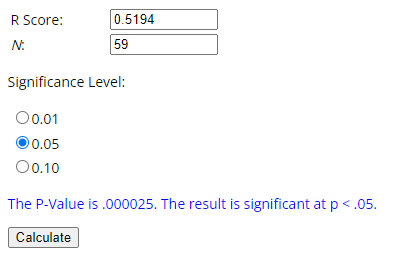 R Score: 0.5194
N: 59
Significance Level:
0.01
0.05
0.10
The P-Value is .000025. The result is significant at p < .05.
Calculate